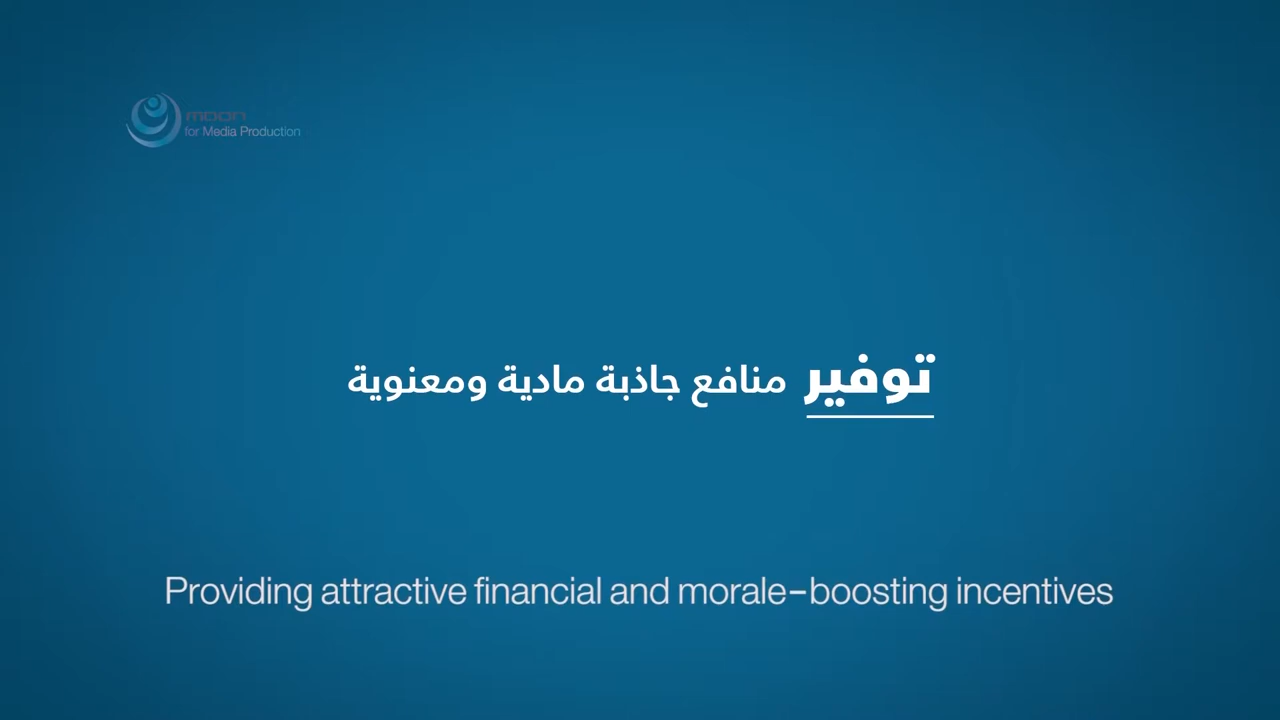 moon
for Media Production
توفير منافع جاذبة مادية ومعنوية
Providing attractive financial and morale-boosting incentives